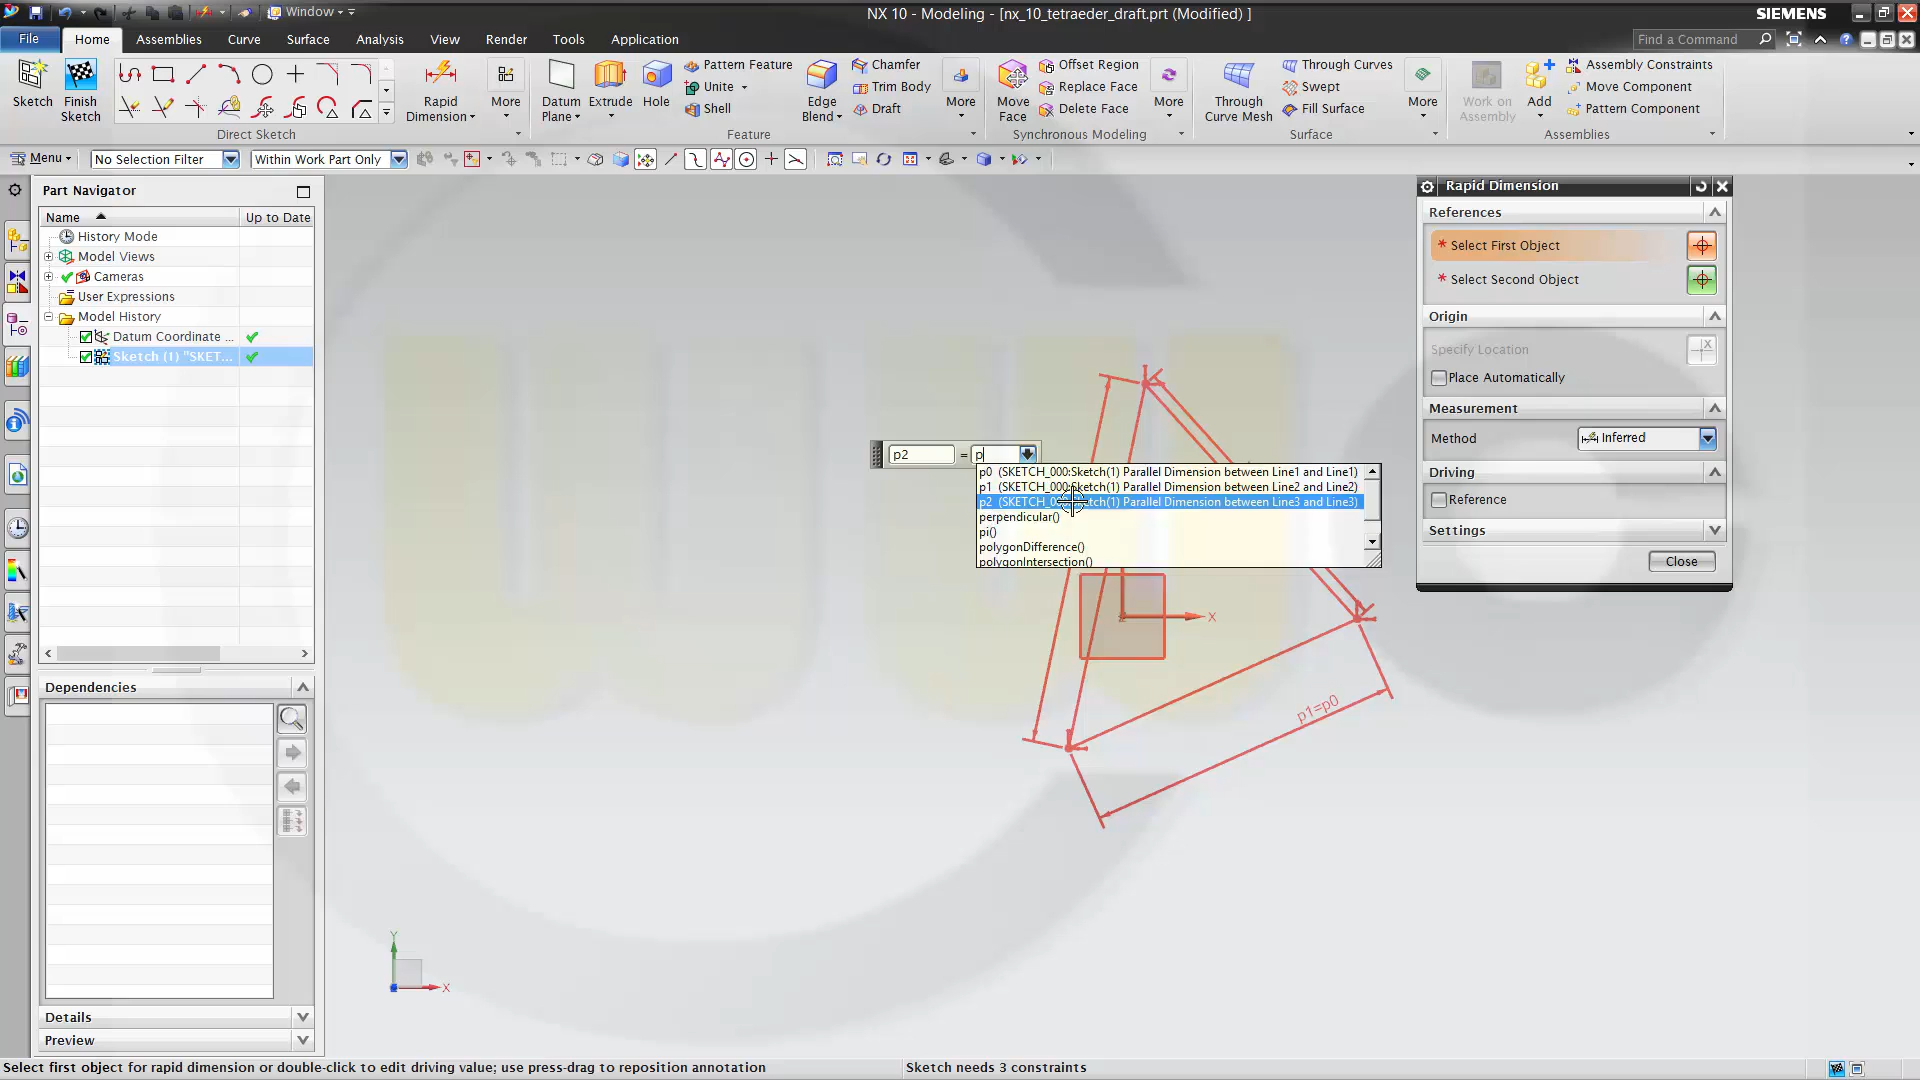 Window
NX 10 - Modeling - [nx_10_tetraeder_draft.prt (Modified) ]
SIEMENS
File
Home
Assemblies
Curve
Surface
Analysis
View
Render
Tools
Application
Find a Command
Sketch
Finish Sketch
Direct Sketch
Rapid Dimension
More
Datum Plane
Extrude
Hole
Pattern Feature
Unite
Shell
Edge Blend
Chamfer
Trim Body
Draft
More
Feature
Move Face
Offset Region
Replace Face
Delete Face
More
Synchronous Modeling
Through Curve Mesh
Through Curves
Swept
Fill Surface
More
Surface
Work on Assembly
Add
Assembly Constraints
Move Component
Pattern Component
Assemblies
Menu
No Selection Filter
Within Work Part Only
Part Navigator
Name
Up to Date
History Mode
Model Views
Cameras
User Expressions
Model History
Datum Coordinate ...
Sketch (1) "SKET...
Dependencies
Details
Preview
p2 = p
p0 (SKETCH_000:Sketch(1) Parallel Dimension between Line1 and Line1)
p1 (SKETCH_000:Sketch(1) Parallel Dimension between Line2 and Line2)
p2 (SKETCH_0 etch(1) Parallel Dimension between Line3 and Line3)
perpendicular()
pi()
polygonDifference()
polygonIntersection()
X
p1=p0
Y
X
Rapid Dimension
References
* Select First Object
* Select Second Object
Origin
Specify Location
Place Automatically
Measurement
Method
Inferred
Driving
Reference
Settings
Close
Select first object for rapid dimension or double-click to edit driving value; use press-drag to reposition annotation
Sketch needs 3 constraints